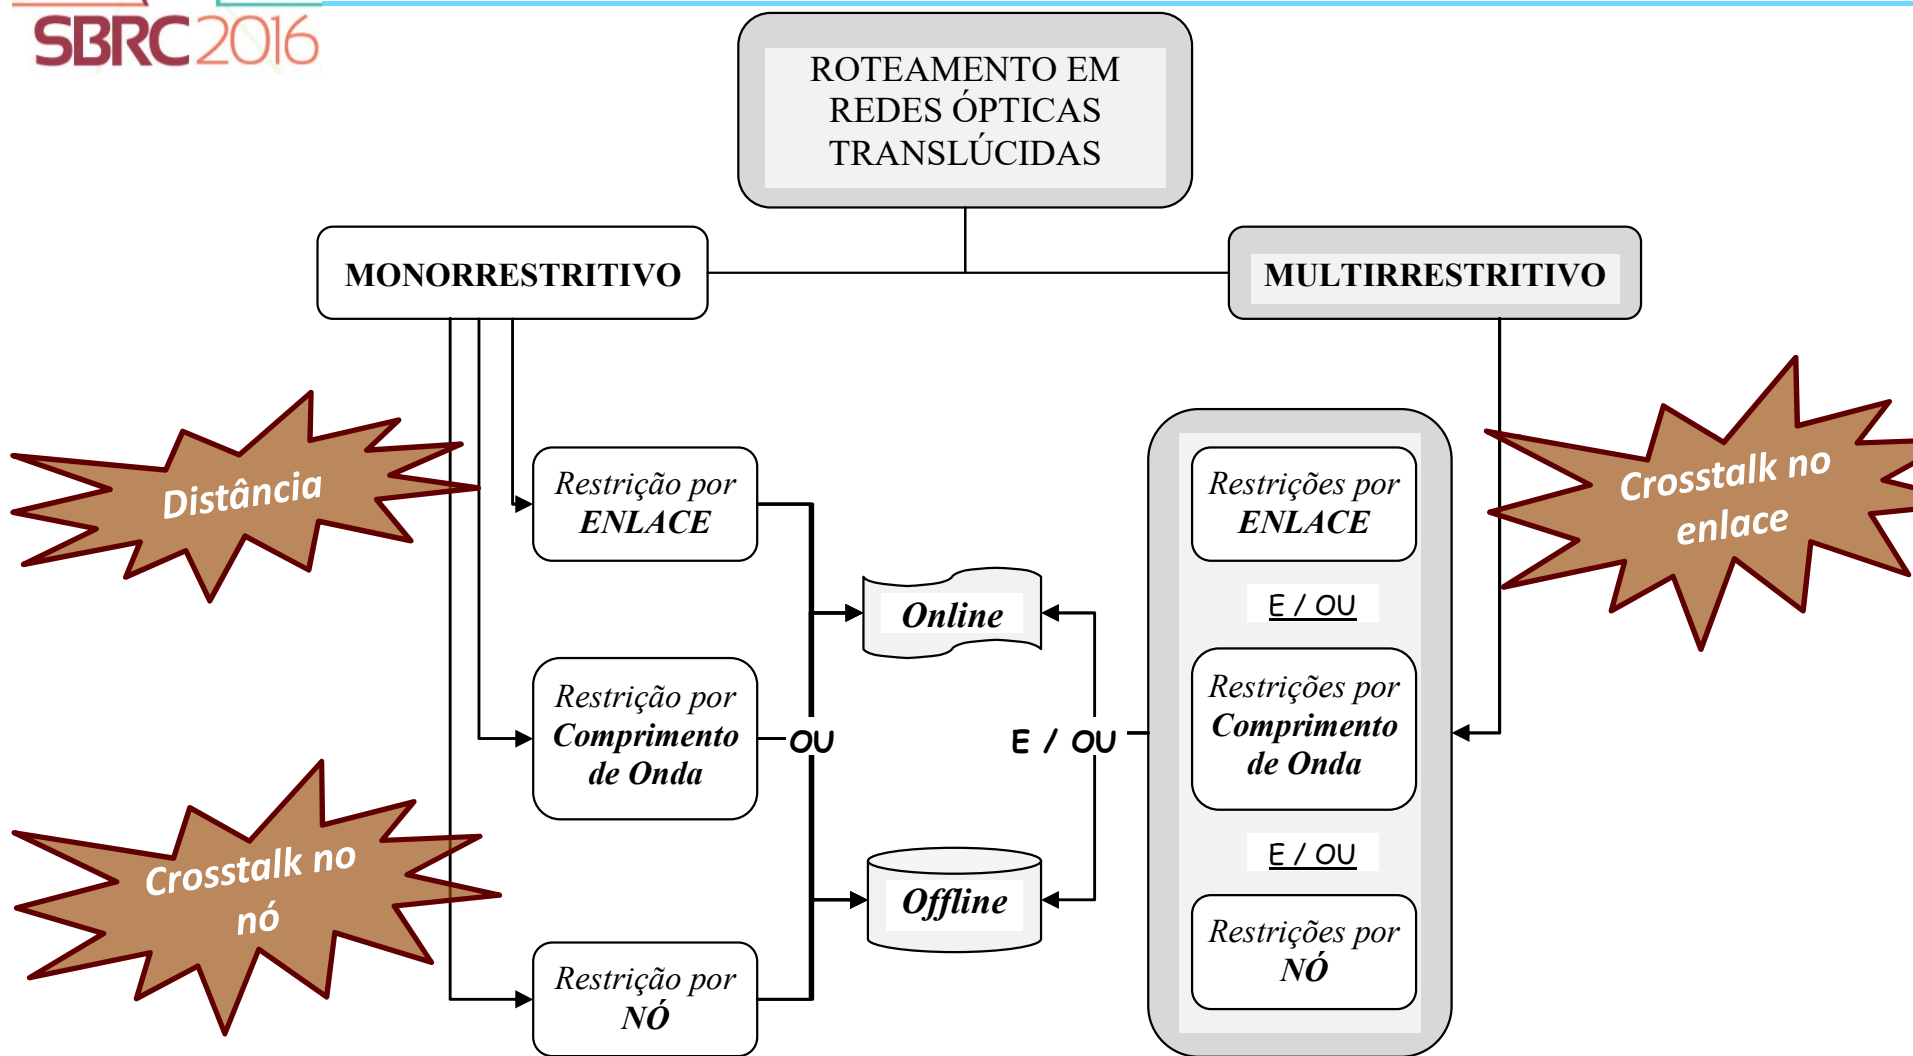 SBRC 2016
ROTEAMENTO EM
REDES ÓPTICAS
TRANSLÚCIDAS
MONORRESTRITIVO
MULTIRRESTRITIVO
Distância
Restrição por
ENLACE
Restrições por
ENLACE
Crosstalk no
enlace
Online
E / OU
Restrição por
Comprimento
de Onda
OU
E / OU
Restrições por
Comprimento
de Onda
Crosstalk no
nó
E / OU
Offline
Restrição por
NÓ
Restrições por
NÓ